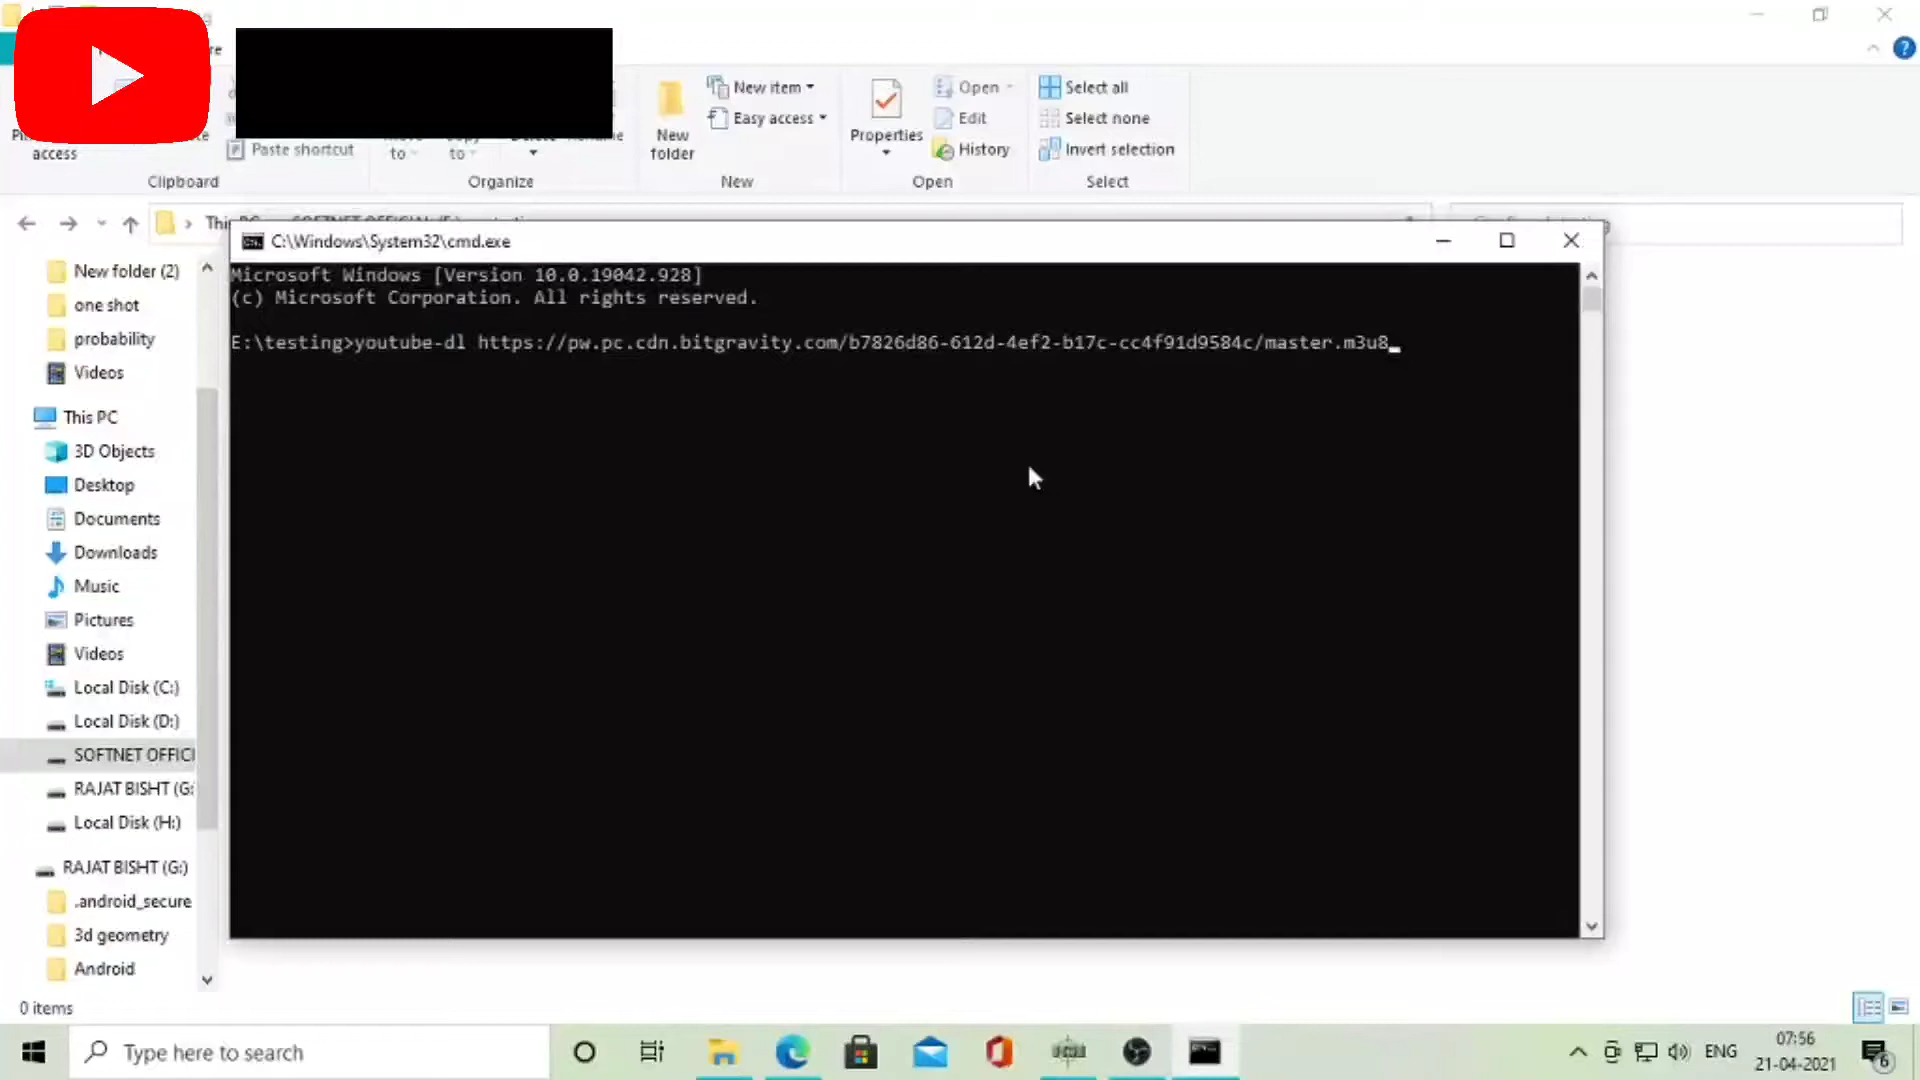 access
Paste shortcut
to
to
Clipboard
Organize
New folder
New item
Easy access
New
Properties
Open
Edit
History
Open
Select all
Select none
Invert selection
Select
C:\Windows\System32\cmd.exe
Microsoft Windows [Version 10.0.19042.928]
(c) Microsoft Corporation. All rights reserved.
E:\testing>youtube-dl https://pw.pc.cdn.bitgravity.com/b7826d86-612d-4ef2-b17c-cc4f91d9584c/master.m3u8
New folder (2)
one shot
probability
Videos
This PC
3D Objects
Desktop
Documents
Downloads
Music
Pictures
Videos
Local Disk (C:)
Local Disk (D:)
SOFTNET OFFICI
RAJAT BISHT (G:
Local Disk (H:)
RAJAT BISHT (G:)
.android_secure
3d geometry
Android
0 items
Type here to search
ENG
07:56
21-04-2021
6